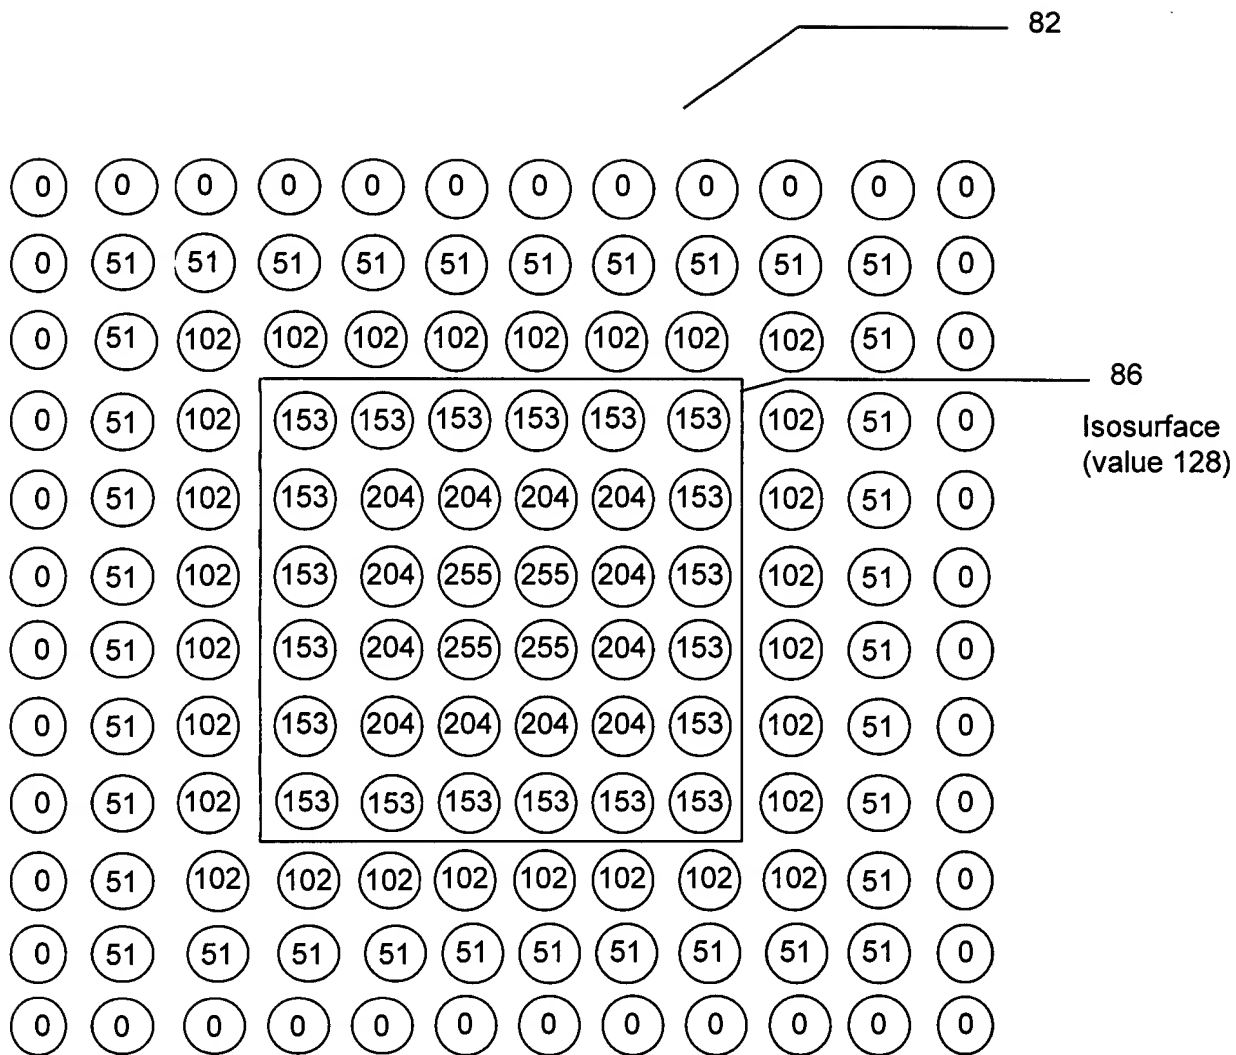 82
0 0 0 0 0 0 0 0 0 0 0 0
0 51 51 51 51 51 51 51 51 51 51 0
0 51 102 102 102 102 102 102 102 102 51 0
86
0 51 102 153 153 153 153 153 153 102 51 0
Isosurface
(value 128)
0 51 102 153 204 204 204 204 153 102 51 0
0 51 102 153 204 255 255 204 153 102 51 0
0 51 102 153 204 255 255 204 153 102 51 0
0 51 102 153 204 204 204 204 153 102 51 0
0 51 102 153 153 153 153 153 153 102 51 0
0 51 102 102 102 102 102 102 102 102 51 0
0 51 51 51 51 51 51 51 51 51 51 0
0 0 0 0 0 0 0 0 0 0 0 0